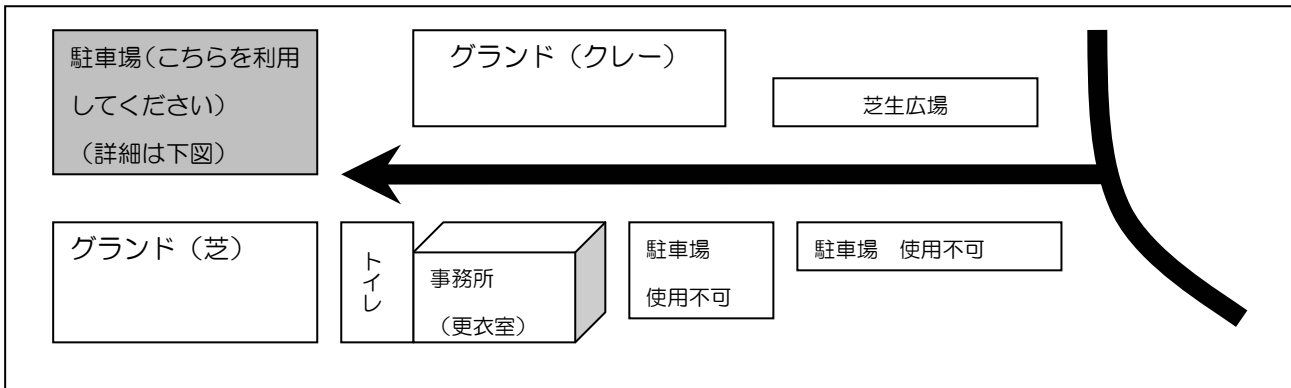 駐車場（こちらを利用
してください）
（詳細は下図）
グランド（クレー）
芝生広場
グランド（芝）
トイレ
事務所
（更衣室）
駐車場
使用不可
駐車場　使用不可